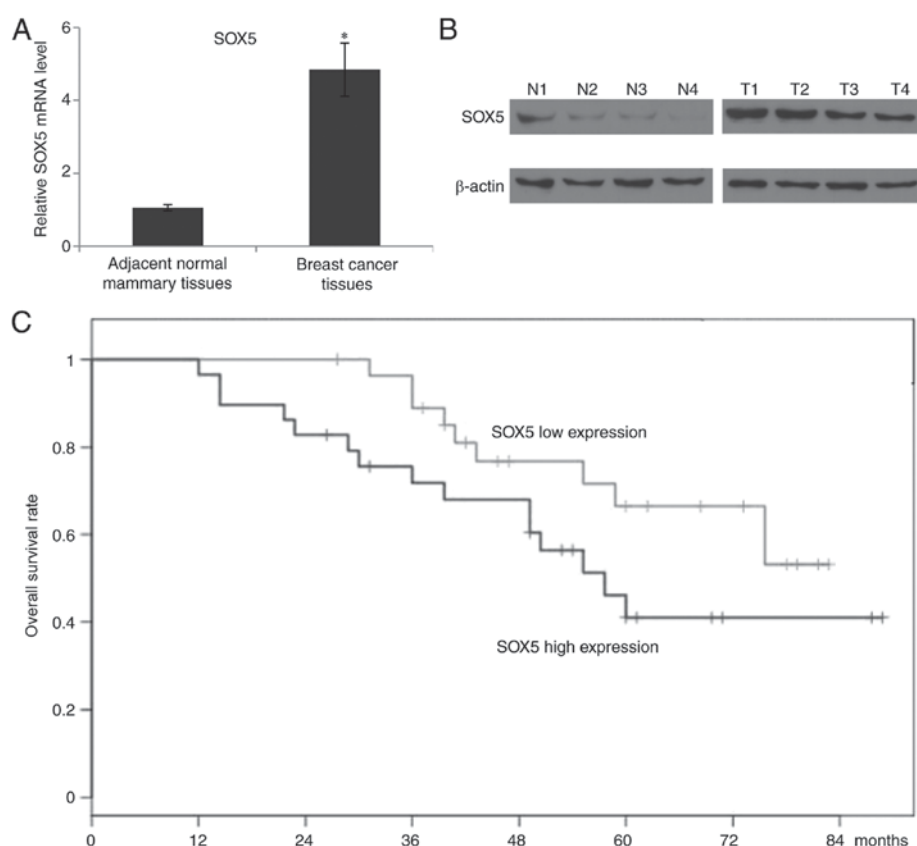 A
SOX5
*
6
4
2
0
Relative SOX5 mRNA level
Adjacent normal
mammary tissues
Breast cancer
tissues
B
N1 N2 N3 N4 T1 T2 T3 T4
SOX5
β-actin
C
1
0.8
0.6
0.4
0.2
0
Overall survival rate
SOX5 low expression
SOX5 high expression
0 12 24 36 48 60 72 84 months